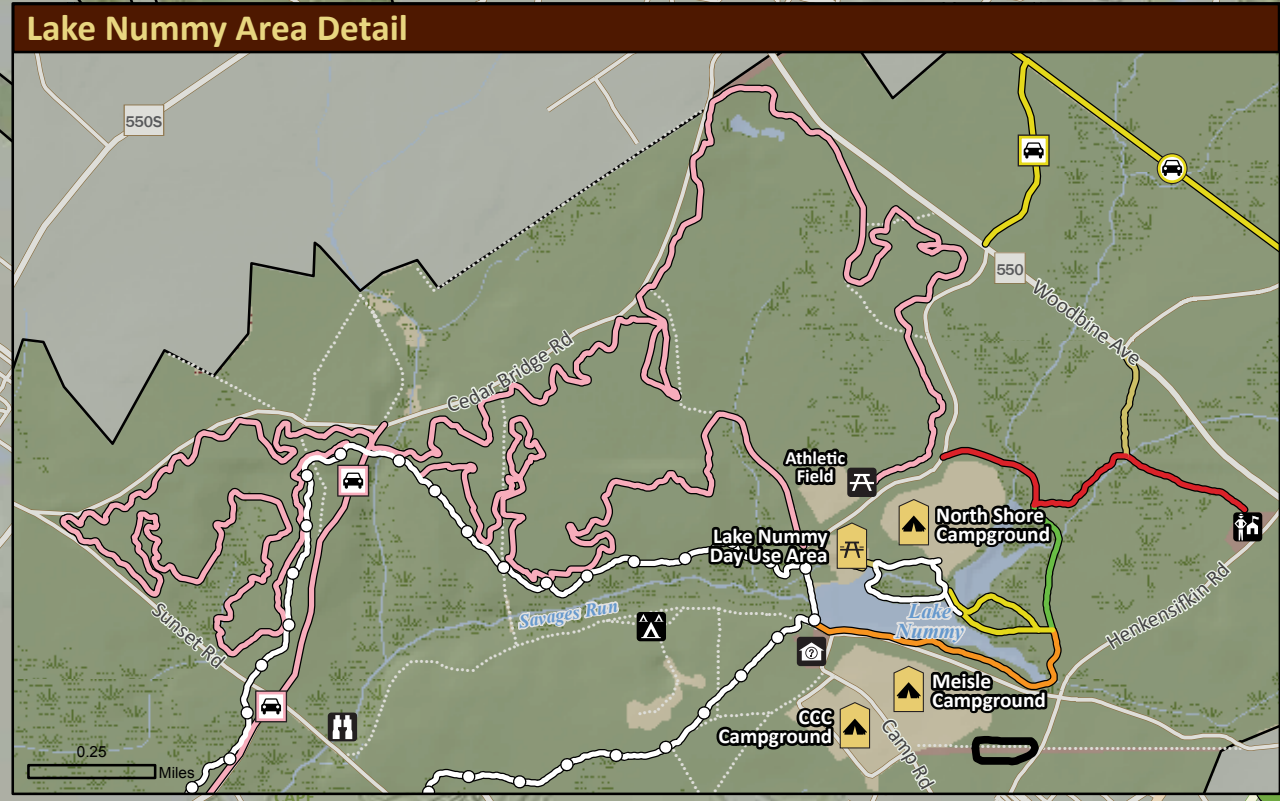 Lake Nummy Area Detail
550S
550
Woodbine Ave
Cedar Bridge Rd
Athletic
Field
North Shore
Campground
Lake Nummy
Day Use Area
Henkensifkin Rd
Savages Run
Lake
Nummy
Sunset Rd
Meisle
Campground
CCC
Campground
Camp Rd
0.25
Miles